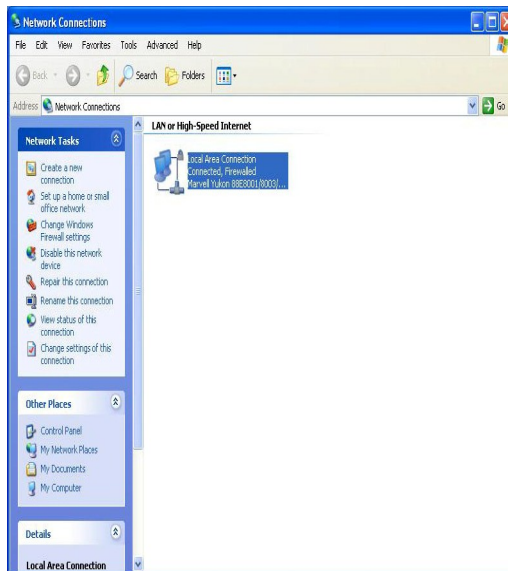 Network Connections
File Edit View Favorites Tools Advanced Help
Back Search Folders
Address Network Connections Go
Network Tasks
Create a new
connection
Set up a home or small
office network
Change Windows
Firewall settings
Disable this network
device
Repair this connection
Rename this connection
View status of this
connection
Change settings of this
connection
Other Places
Control Panel
My Network Places
My Documents
My Computer
Details
Local Area Connection
LAN or High-Speed Internet
Local Area Connection
Connected, Firewalled
Marvell Yukon 88E8001/8003/...